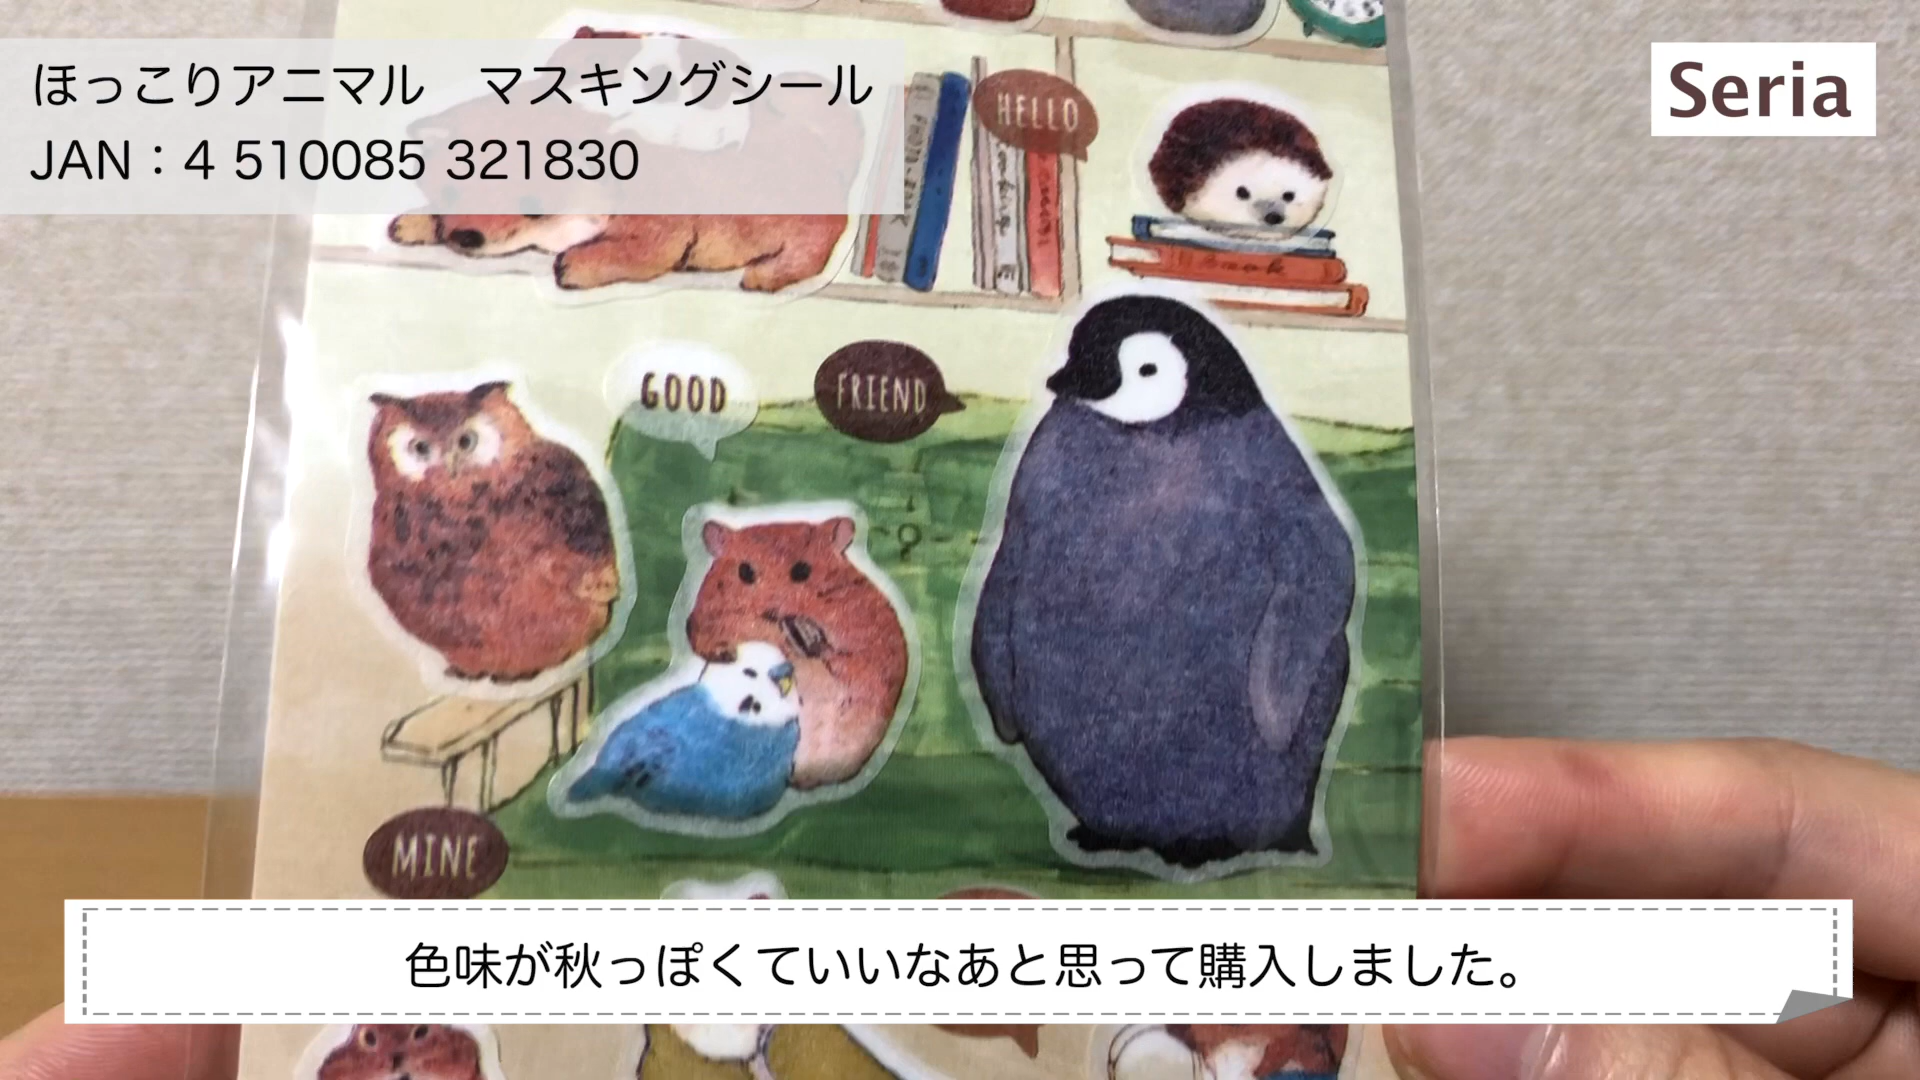 ほっこりアニマル　マスキングシール
JAN：4 510085 321830
Seria
HELLO
Book
GOOD
FRIEND
MINE
色味が秋っぽくていいなあと思って購入しました。